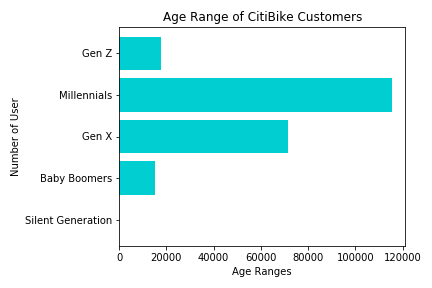 Age Range of CitiBike Customers
Number of User
Gen Z
Millennials
Gen X
Baby Boomers
Silent Generation
0 20000 40000 60000 80000 100000 120000
Age Ranges